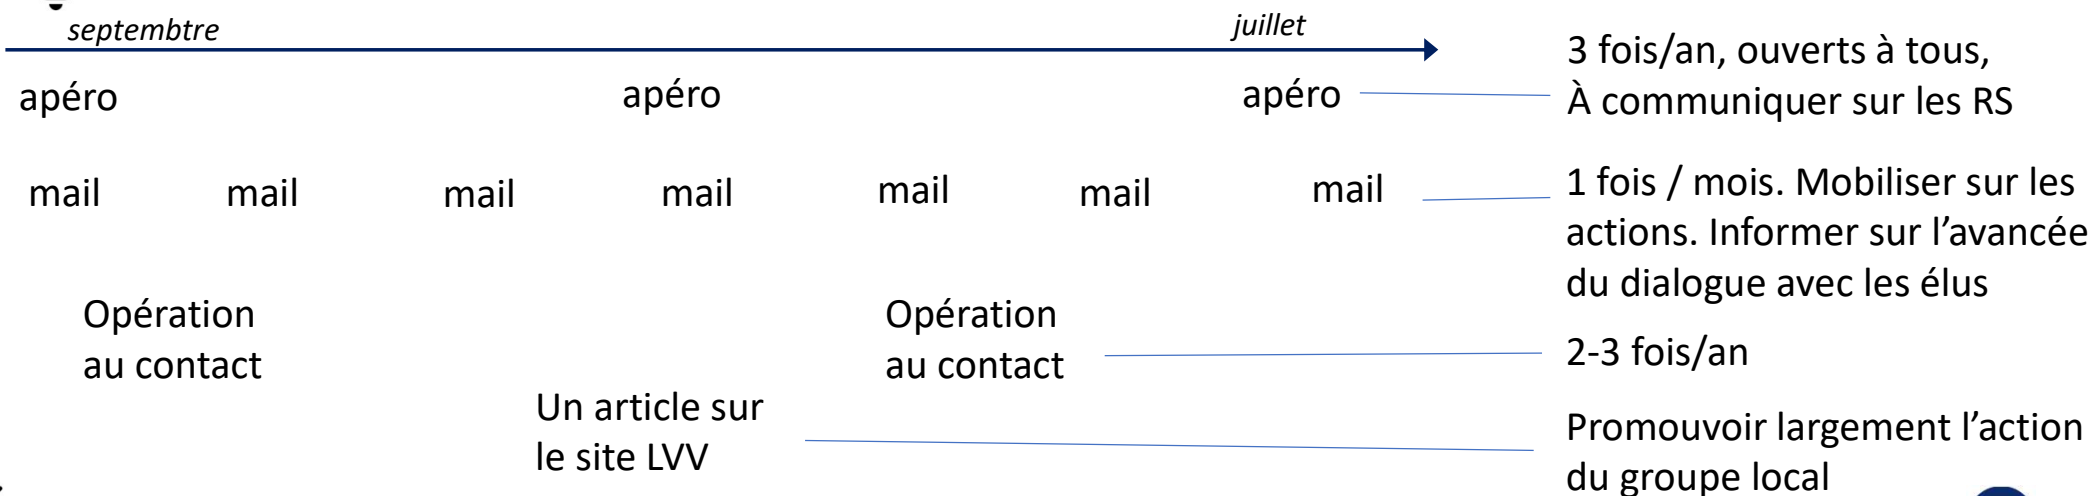 septembtre
juillet
apéro
apéro
apéro
3 fois/an, ouverts à tous,
À communiquer sur les RS
mail
mail
mail
mail
mail
mail
mail
1 fois / mois. Mobiliser sur les
actions. Informer sur l’avancée
du dialogue avec les élus
Opération
au contact
Opération
au contact
2-3 fois/an
Un article sur
le site LVV
Promouvoir largement l’action
du groupe local